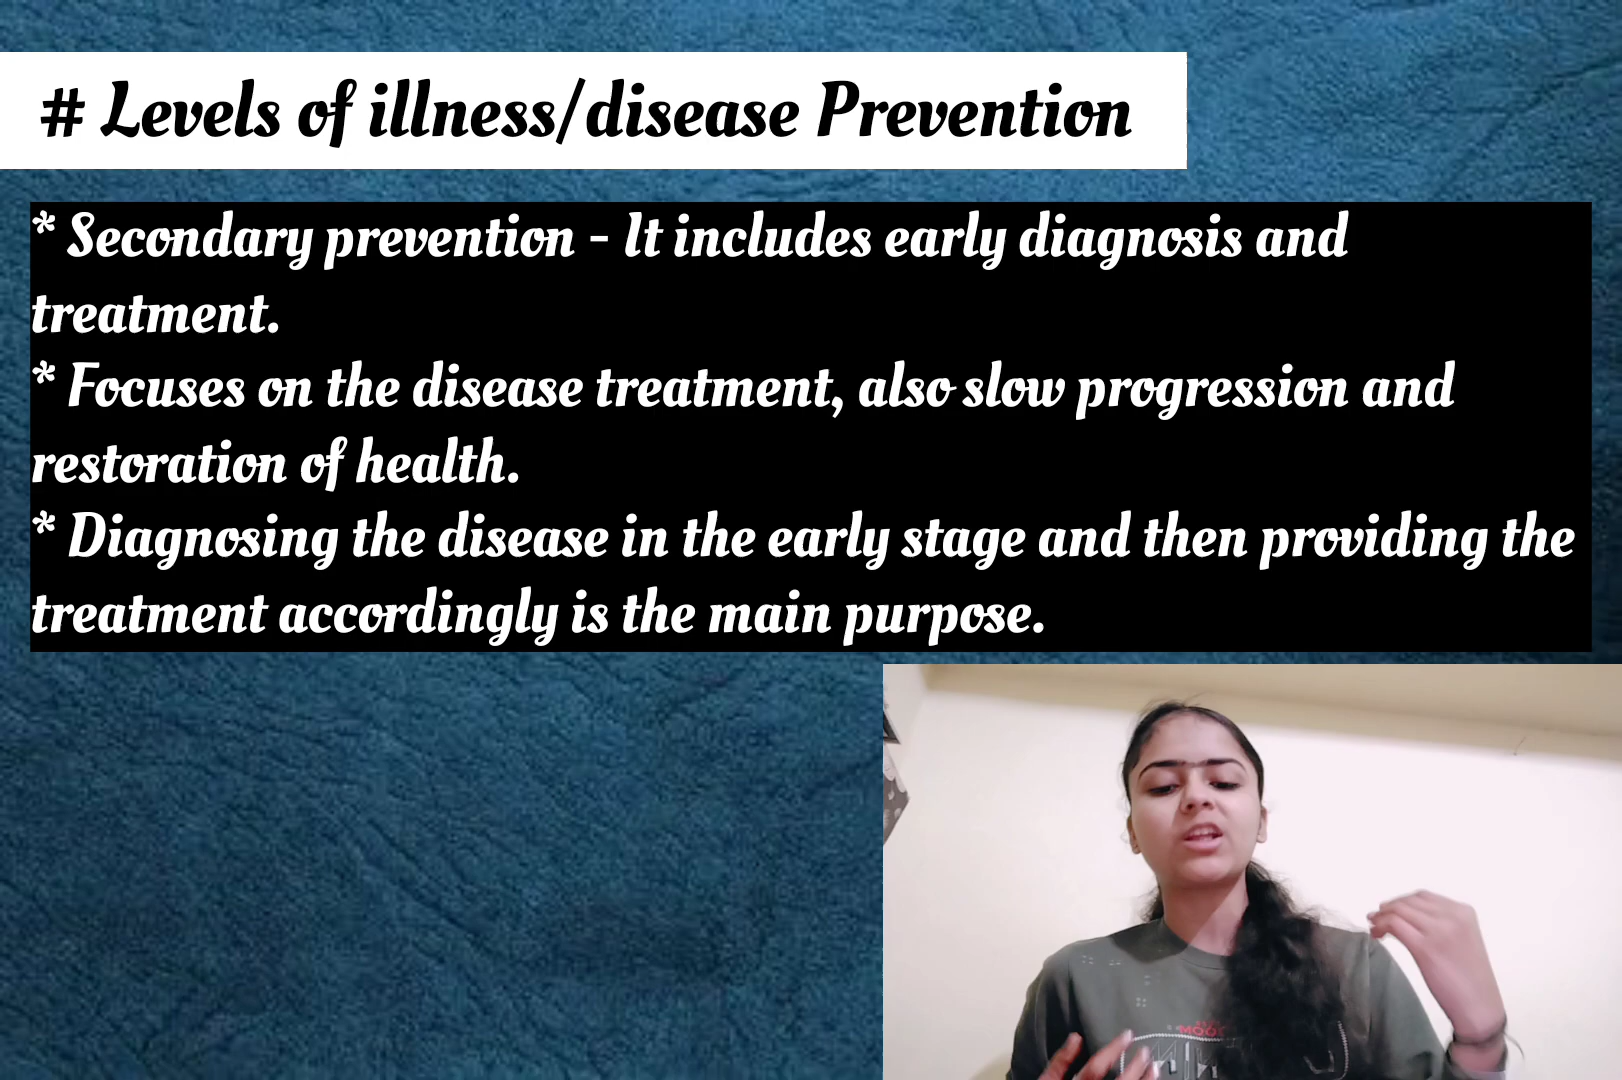 # Levels of illness/disease Prevention
* Secondary prevention - It includes early diagnosis and
treatment.
* Focuses on the disease treatment, also slow progression and
restoration of health.
* Diagnosing the disease in the early stage and then providing the
treatment accordingly is the main purpose.